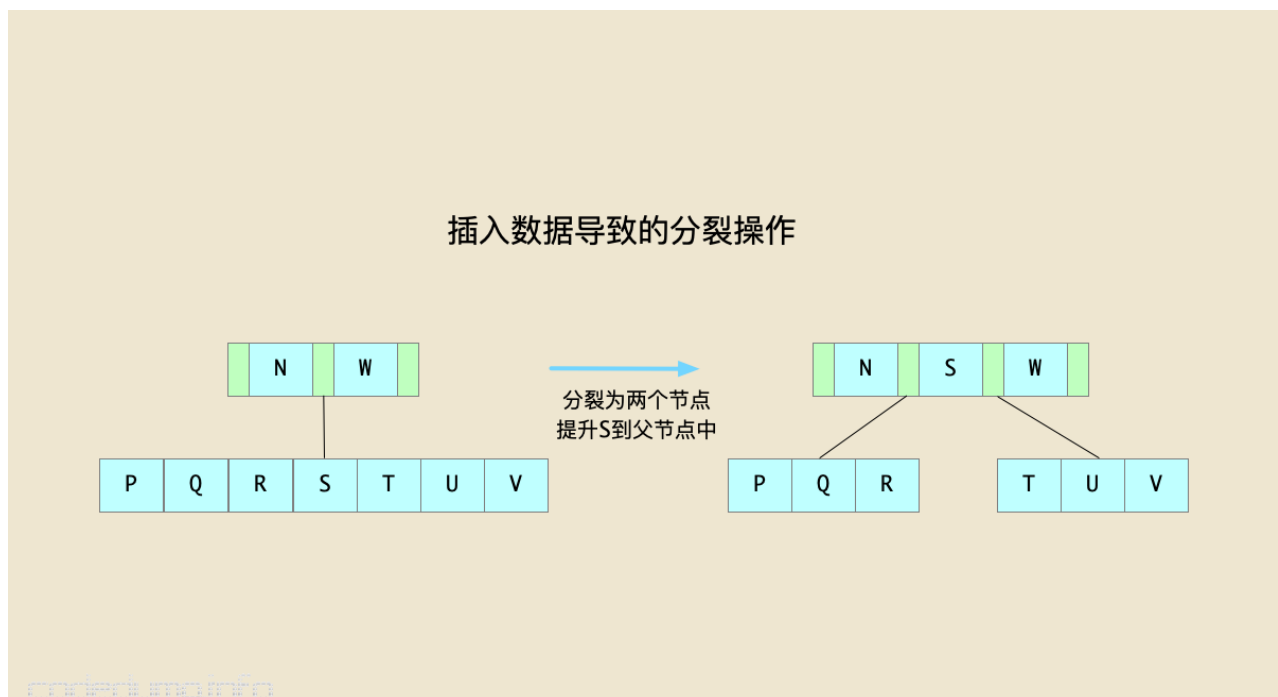 插入数据导致的分裂操作
N W
N S W
分裂为两个节点
提升S到父节点中
P Q R S T U V
P Q R
T U V